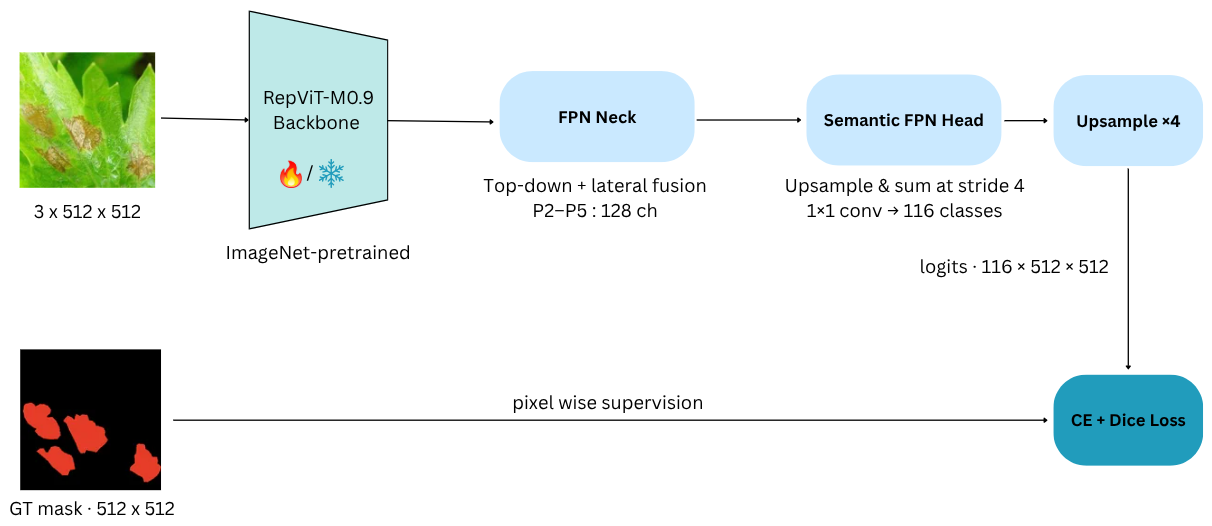 3 x 512 x 512
RepViT-M0.9
Backbone
/
ImageNet-pretrained
FPN Neck
Top-down + lateral fusion
P2–P5 : 128 ch
Semantic FPN Head
Upsample & sum at stride 4
1×1 conv → 116 classes
Upsample ×4
logits · 116 × 512 × 512
GT mask · 512 x 512
pixel wise supervision
CE + Dice Loss